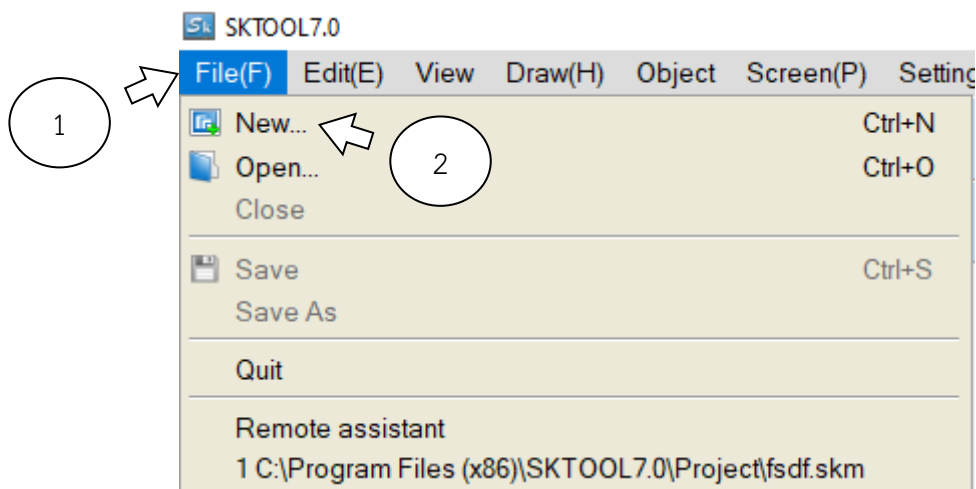 Sk SKTOOL7.0
File(F) Edit(E) View Draw(H) Object Screen(P) Setting
1
New... Ctrl+N
2
Open... Ctrl+O
Close
Save Ctrl+S
Save As
Quit
Remote assistant
1 C:\Program Files (x86)\SKTOOL7.0\Project\fsdf.skm